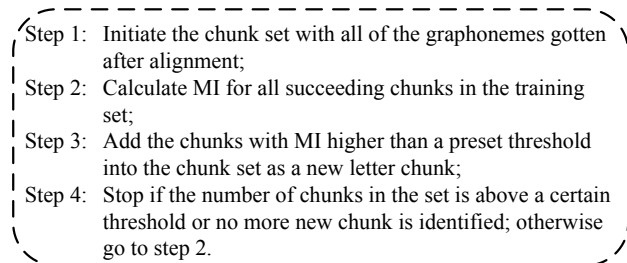 Step 1: Initiate the chunk set with all of the graphonemes gotten
after alignment;
Step 2: Calculate MI for all succeeding chunks in the training
set;
Step 3: Add the chunks with MI higher than a preset threshold
into the chunk set as a new letter chunk;
Step 4: Stop if the number of chunks in the set is above a certain
threshold or no more new chunk is identified; otherwise
go to step 2.